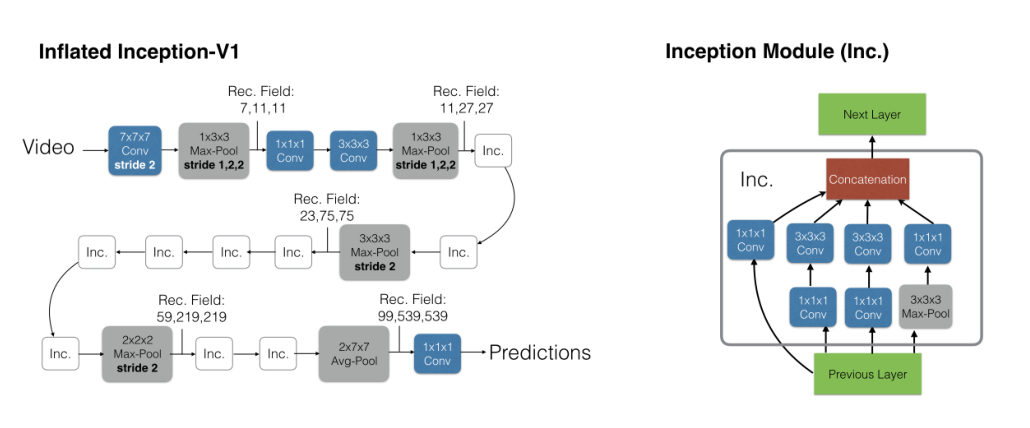 Inflated Inception-V1
Rec. Field:
7,11,11
Rec. Field:
11,27,27
Video
7x7x7
Conv
stride 2
1x3x3
Max-Pool
stride 1,2,2
1x1x1
Conv
3x3x3
Conv
1x3x3
Max-Pool
stride 1,2,2
Inc.
Rec. Field:
23,75,75
Inc.
Inc.
Inc.
Inc.
3x3x3
Max-Pool
stride 2
Inc.
Rec. Field:
59,219,219
Rec. Field:
99,539,539
Inc.
2x2x2
Max-Pool
stride 2
Inc.
Inc.
2x7x7
Avg-Pool
1x1x1
Conv
Predictions
Inception Module (Inc.)
Next Layer
Inc.
Concatenation
1x1x1
Conv
3x3x3
Conv
3x3x3
Conv
1x1x1
Conv
1x1x1
Conv
1x1x1
Conv
3x3x3
Max-Pool
Previous Layer